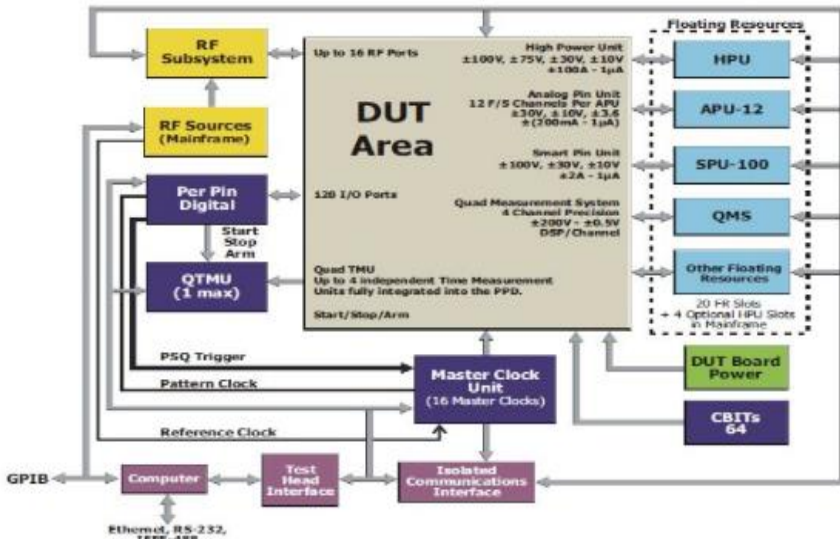 Floating Resources
RF
Subsystem
Up to 16 RF Ports
High Power Unit
±100V, ±75V, ±30V, ±10V
±100A - 1µA
HPU
DUT
Area
Analog Pin Unit
12 F/S Channels Per APU
±30V, ±10V, ±3.6
±(200mA - 1µA)
APU-12
RF Sources
(Mainframe)
Smart Pin Unit
±100V, ±30V, ±10V
±2A - 1µA
SPU-100
Per Pin
Digital
128 I/O Ports
Quad Measurement System
4 Channel Precision
±200V - ±0.5V
DSP/Channel
QMS
Start
Stop
Arm
QTMU
(1 max)
Quad TMU
Up to 4 independent Time Measurement
Units fully integrated into the PPD.
Start/Stop/Arm
Other Floating
Resources
20 FR Slots
+ 4 Optional HPU Slots
in Mainframe
PSQ Trigger
Pattern Clock
Reference Clock
Master Clock
Unit
(16 Master Clocks)
DUT Board
Power
CBITs
64
GPIB
Computer
Test
Head
Interface
Isolated
Communications
Interface
Ethernet, RS-232,
IEEE-488